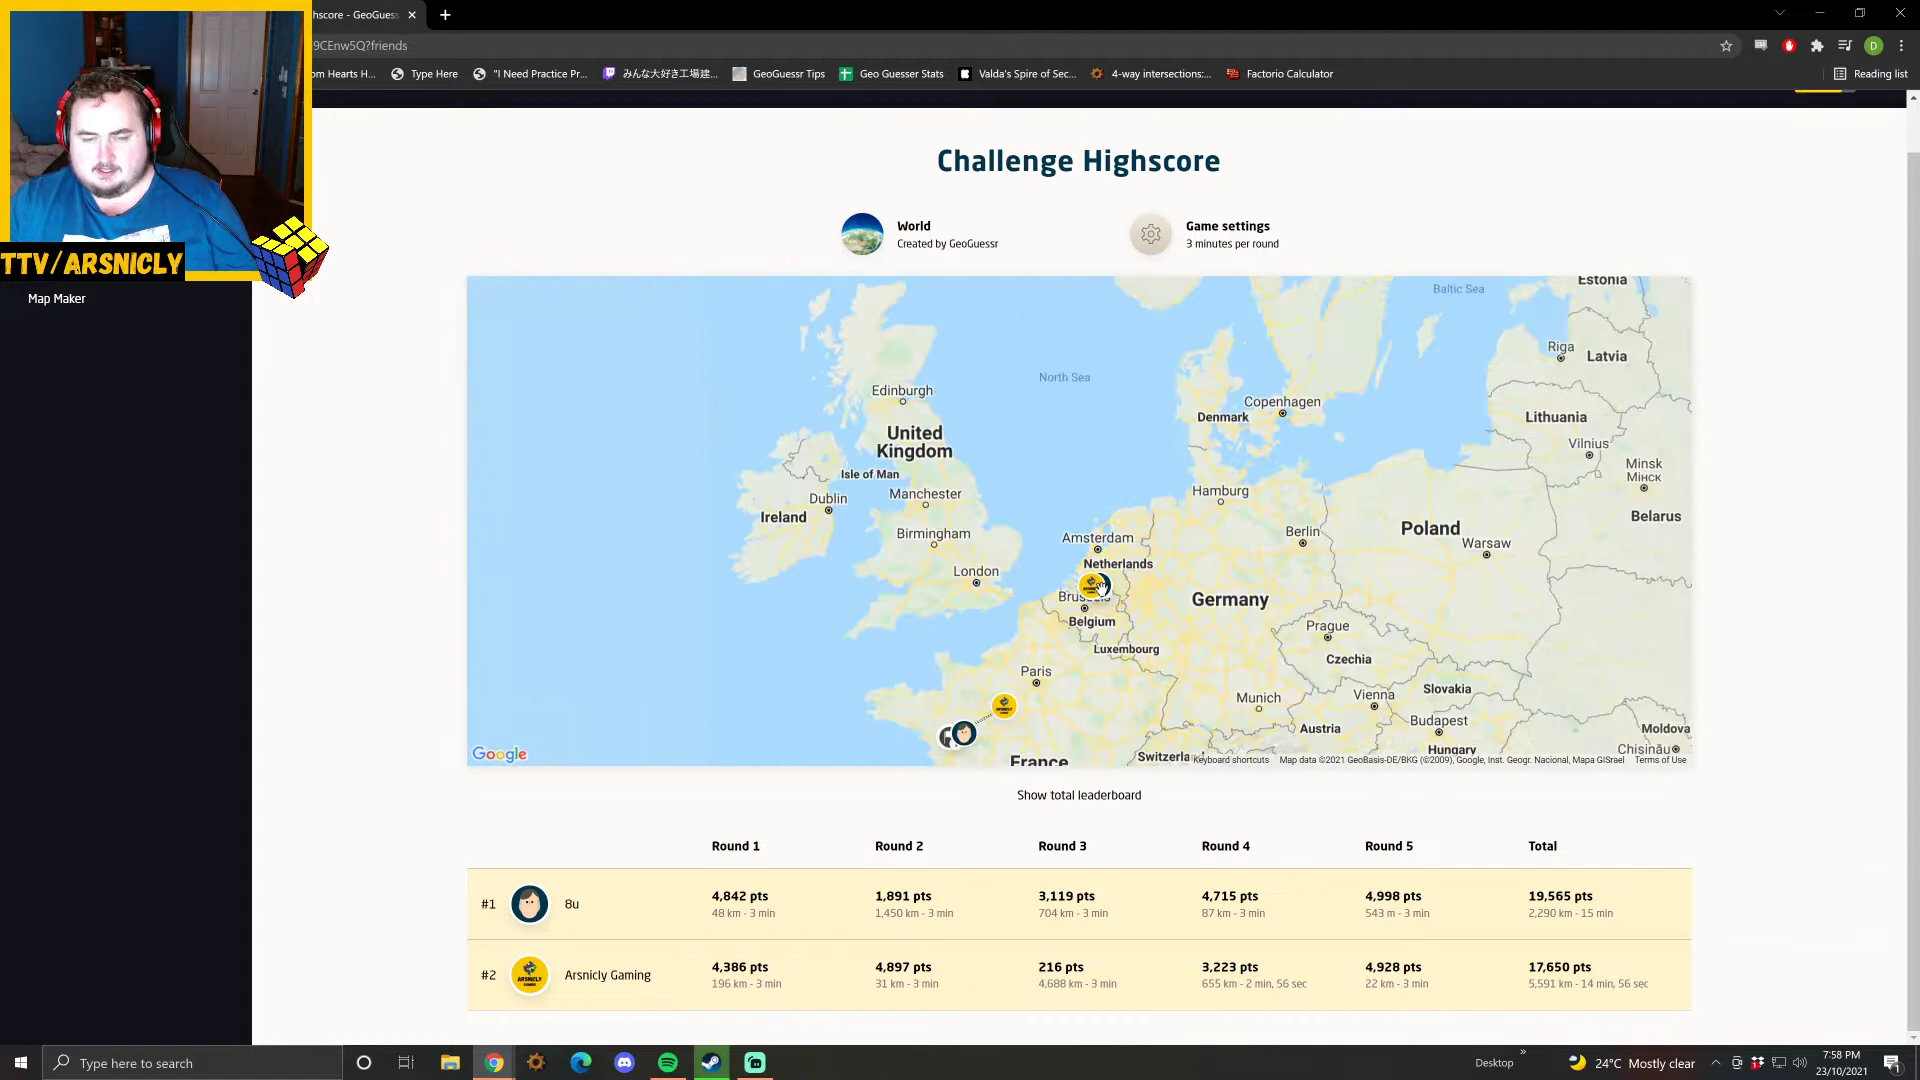 hscore - GeoGuess
/9CEnw5Q?friends
om Hearts H...
Type Here
"I Need Practice Pr...
みんな大好き工場建...
GeoGuessr Tips
Geo Guesser Stats
Valda's Spire of Sec...
4-way intersections:...
Factorio Calculator
Reading list
D
TTV/ARSNICLY
Map Maker
Challenge Highscore
World
Created by GeoGuessr
Game settings
3 minutes per round
Estonia
Baltic Sea
Riga
Latvia
North Sea
Edinburgh
Copenhagen
Denmark
Lithuania
United
Kingdom
Vilnius
Isle of Man
Minsk
Мінск
Dublin
Manchester
Hamburg
Ireland
Belarus
Poland
Birmingham
Amsterdam
Berlin
Warsaw
Netherlands
London
Germany
Belgium
Prague
Luxembourg
Czechia
Paris
Slovakia
Munich
Vienna
Budapest
Austria
Moldova
Hungary
Chișinău
France
Switzerla
Google
Keyboard shortcuts
Map data ©2021 GeoBasis-DE/BKG (©2009), Google, Inst. Geogr. Nacional, Mapa GISrael
Terms of Use
Show total leaderboard
Round 1 Round 2 Round 3 Round 4 Round 5 Total
#1 8u 4,842 pts 1,891 pts 3,119 pts 4,715 pts 4,998 pts 19,565 pts
48 km - 3 min 1,450 km - 3 min 704 km - 3 min 87 km - 3 min 543 m - 3 min 2,290 km - 15 min
#2 Arsnicly Gaming 4,386 pts 4,897 pts 216 pts 3,223 pts 4,928 pts 17,650 pts
196 km - 3 min 31 km - 3 min 4,688 km - 3 min 655 km - 2 min, 56 sec 22 km - 3 min 5,591 km - 14 min, 56 sec
Type here to search
Desktop
24°C Mostly clear
7:58 PM
23/10/2021